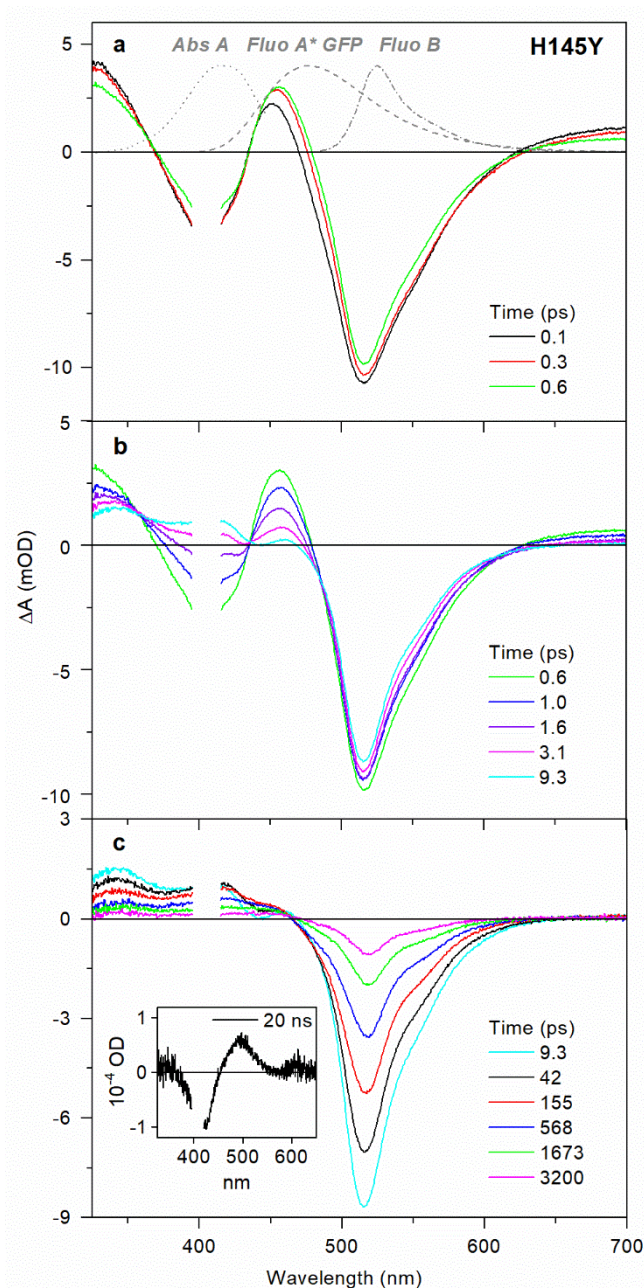 a
Abs A Fluo A* GFP Fluo B
H145Y
5
0
-5
-10
Time (ps)
0.1
0.3
0.6
b
5
0
-5
-10
Time (ps)
0.6
1.0
1.6
3.1
9.3
ΔA (mOD)
c
3
0
-3
-6
-9
Time (ps)
9.3
42
155
568
1673
3200
20 ns
1
0
-1
10⁻⁴ OD
400 500 600
nm
400 500 600 700
Wavelength (nm)